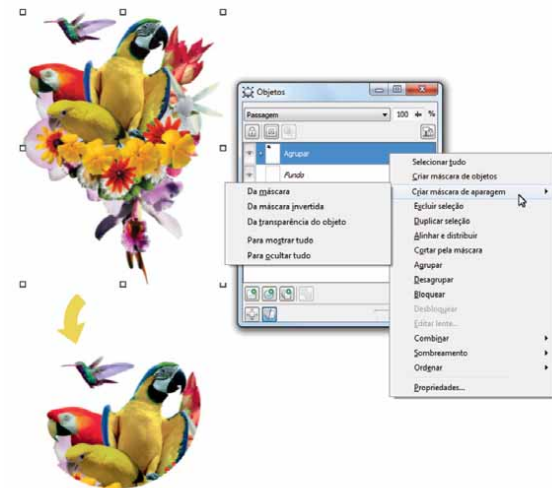 Objetos
Passagem 100 %
Agrupar
Fundo
Selecionar tudo
Criar máscara de objetos
Criar máscara de aparagem
Excluir seleção
Duplicar seleção
Alinhar e distribuir
Cortar pela máscara
Agrupar
Desagrupar
Bloquear
Desbloquear
Editar lente...
Combinar
Sombreamento
Ordenar
Propriedades...
Da máscara
Da máscara invertida
Da transparência do objeto
Para mostrar tudo
Para ocultar tudo